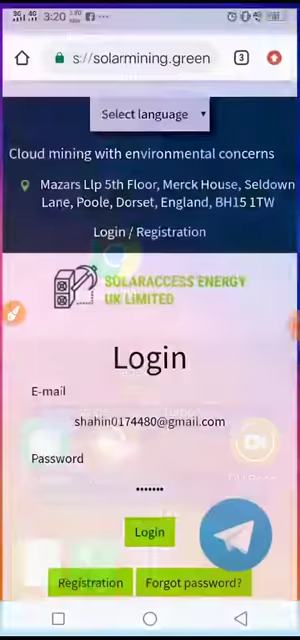 3:20
s://solarmining.green
3
Select language
Cloud mining with environmental concerns
Mazars Llp 5th Floor, Merck House, Seldown
Lane, Poole, Dorset, England, BH15 1TW
Login / Registration
SOLARACCESS ENERGY
UK LIMITED
Login
E-mail
shahin0174480@gmail.com
Password
•••••••
Login
Registration
Forgot password?